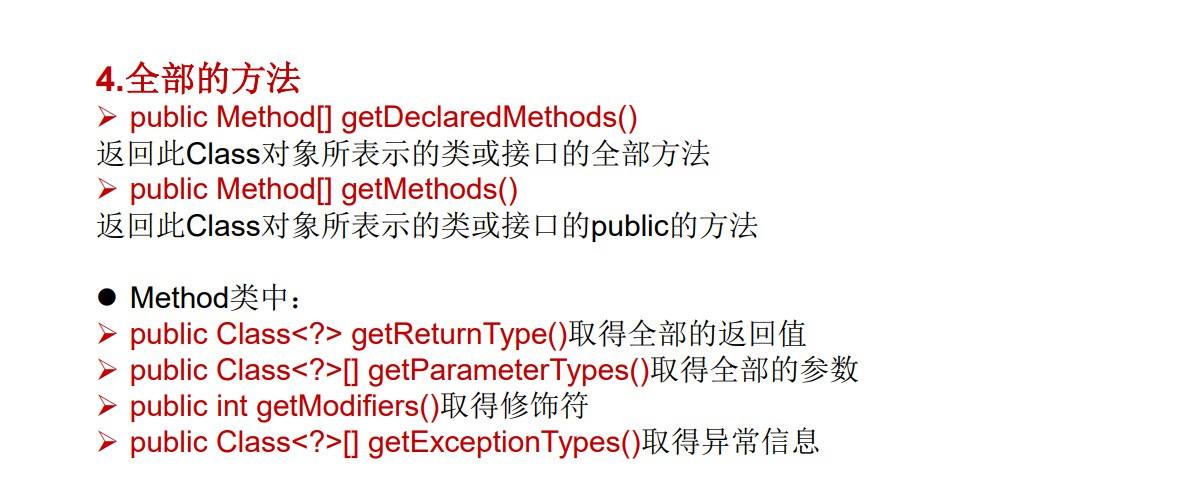 4.全部的方法
➢ public Method[] getDeclaredMethods()
返回此Class对象所表示的类或接口的全部方法
➢ public Method[] getMethods()
返回此Class对象所表示的类或接口的public的方法
● Method类中：
➢ public Class<?> getReturnType()取得全部的返回值
➢ public Class<?>[] getParameterTypes()取得全部的参数
➢ public int getModifiers()取得修饰符
➢ public Class<?>[] getExceptionTypes()取得异常信息